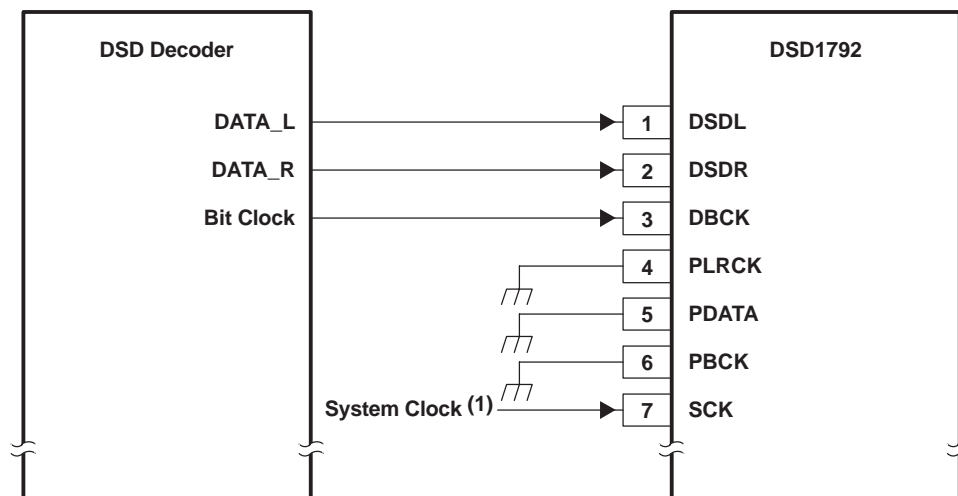 DSD Decoder DSD1792
DATA_L 1 DSDL
DATA_R 2 DSDR
Bit Clock 3 DBCK
4 PLRCK
5 PDATA
6 PBCK
System Clock (1) 7 SCK